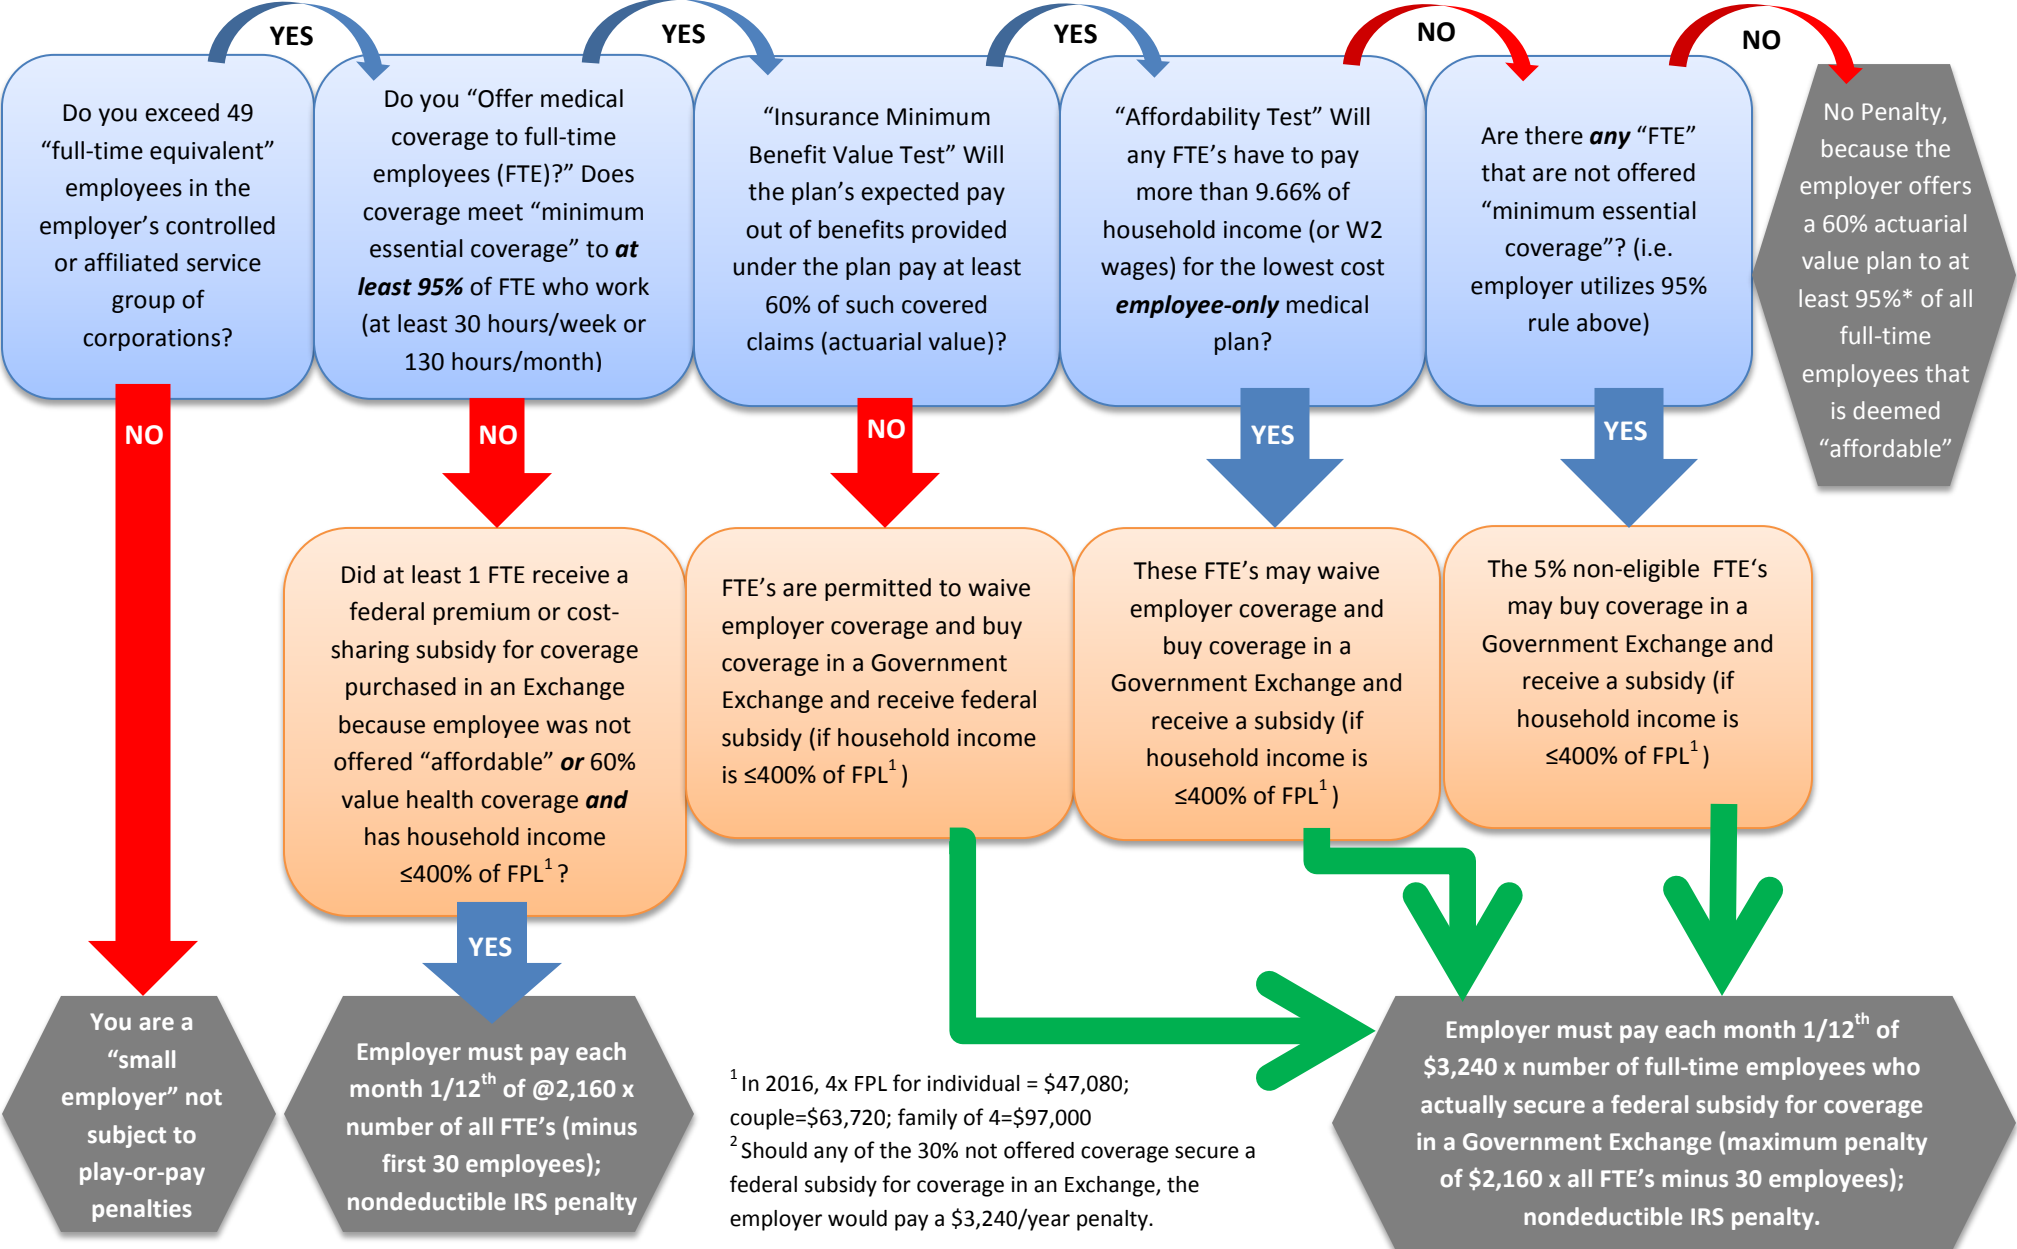 YES
YES
YES
NO
NO
Do you exceed 49
“full-time equivalent”
employees in the
employer’s controlled
or affiliated service
group of
corporations?
Do you “Offer medical
coverage to full-time
employees (FTE)?” Does
coverage meet “minimum
essential coverage” to at
least 95% of FTE who work
(at least 30 hours/week or
130 hours/month)
“Insurance Minimum
Benefit Value Test” Will
the plan’s expected pay
out of benefits provided
under the plan pay at least
60% of such covered
claims (actuarial value)?
“Affordability Test” Will
any FTE’s have to pay
more than 9.66% of
household income (or W2
wages) for the lowest cost
employee-only medical
plan?
Are there any “FTE”
that are not offered
“minimum essential
coverage”? (i.e.
employer utilizes 95%
rule above)
No Penalty,
because the
employer offers
a 60% actuarial
value plan to at
least 95%* of all
full-time
employees that
is deemed
“affordable”
NO
NO
NO
YES
YES
Did at least 1 FTE receive a
federal premium or cost-
sharing subsidy for coverage
purchased in an Exchange
because employee was not
offered “affordable” or 60%
value health coverage and
has household income
≤400% of FPL1 ?
FTE’s are permitted to waive
employer coverage and buy
coverage in a Government
Exchange and receive federal
subsidy (if household income
is ≤400% of FPL1 )
These FTE’s may waive
employer coverage and
buy coverage in a
Government Exchange and
receive a subsidy (if
household income is
≤400% of FPL1 )
The 5% non-eligible FTE‘s
may buy coverage in a
Government Exchange and
receive a subsidy (if
household income is
≤400% of FPL1 )
YES
You are a
“small
employer” not
subject to
play-or-pay
penalties
Employer must pay each
month 1/12th of @2,160 x
number of all FTE’s (minus
first 30 employees);
nondeductible IRS penalty
1 In 2016, 4x FPL for individual = $47,080;
couple=$63,720; family of 4=$97,000
2 Should any of the 30% not offered coverage secure a
federal subsidy for coverage in an Exchange, the
employer would pay a $3,240/year penalty.
Employer must pay each month 1/12th of
$3,240 x number of full-time employees who
actually secure a federal subsidy for coverage
in a Government Exchange (maximum penalty
of $2,160 x all FTE’s minus 30 employees);
nondeductible IRS penalty.